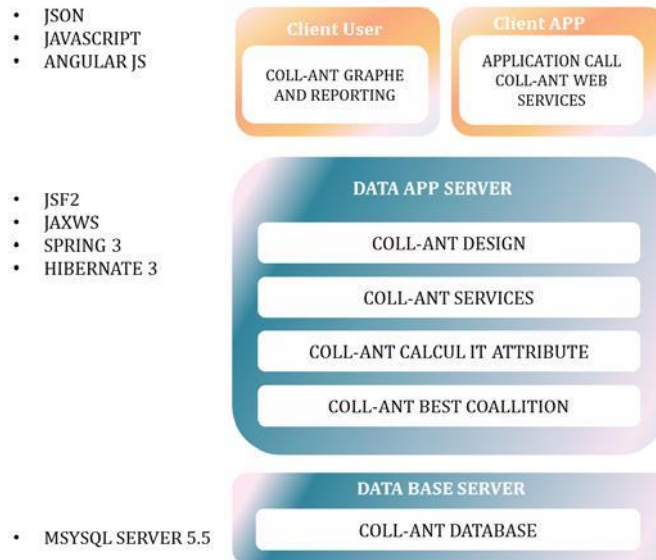 • JSON
• JAVASCRIPT
• ANGULAR JS
Client User
COLL-ANT GRAPHE
AND REPORTING
Client APP
APPLICATION CALL
COLL-ANT WEB
SERVICES
• JSF2
• JAXWS
• SPRING 3
• HIBERNATE 3
DATA APP SERVER
COLL-ANT DESIGN
COLL-ANT SERVICES
COLL-ANT CALCUL IT ATTRIBUTE
COLL-ANT BEST COALLITION
• MSYSQL SERVER 5.5
DATA BASE SERVER
COLL-ANT DATABASE